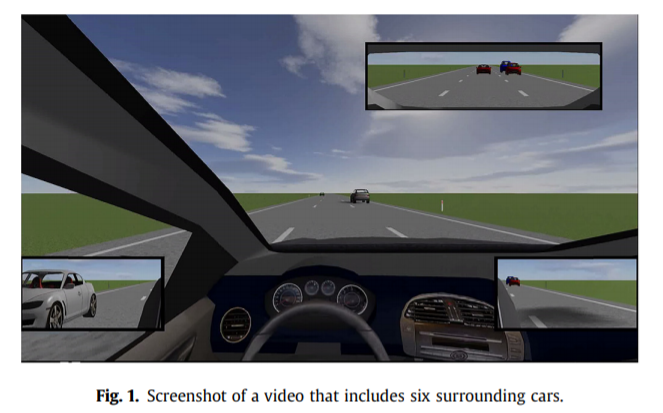 Fig. 1. Screenshot of a video that includes six surrounding cars.